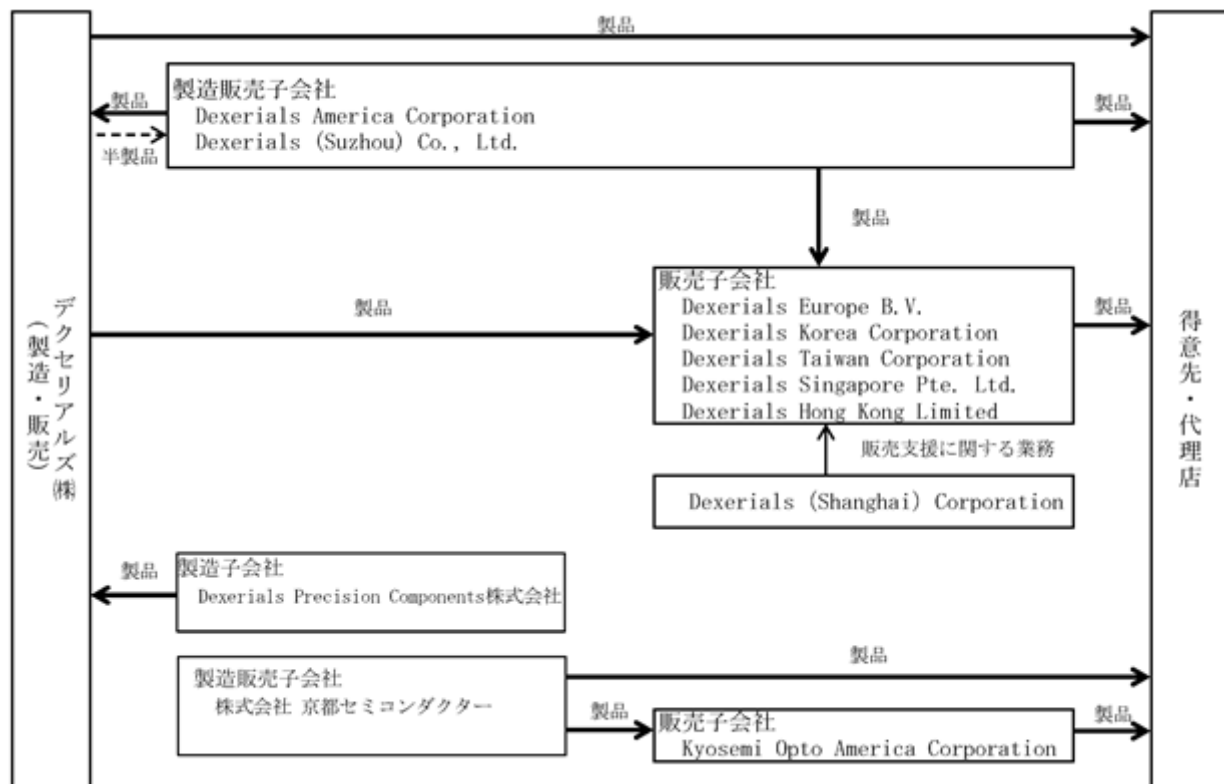 製品
製造販売子会社
Dexerials America Corporation
Dexerials (Suzhou) Co., Ltd.
製品
半製品
製品
製品
デクセリアルズ㈱
(製造・販売)
得意先・代理店
製品
販売子会社
Dexerials Europe B.V.
Dexerials Korea Corporation
Dexerials Taiwan Corporation
Dexerials Singapore Pte. Ltd.
Dexerials Hong Kong Limited
製品
販売支援に関する業務
Dexerials (Shanghai) Corporation
製品
製造子会社
Dexerials Precision Components株式会社
製造販売子会社
株式会社 京都セミコンダクター
製品
製品
販売子会社
Kyosemi Opto America Corporation
製品